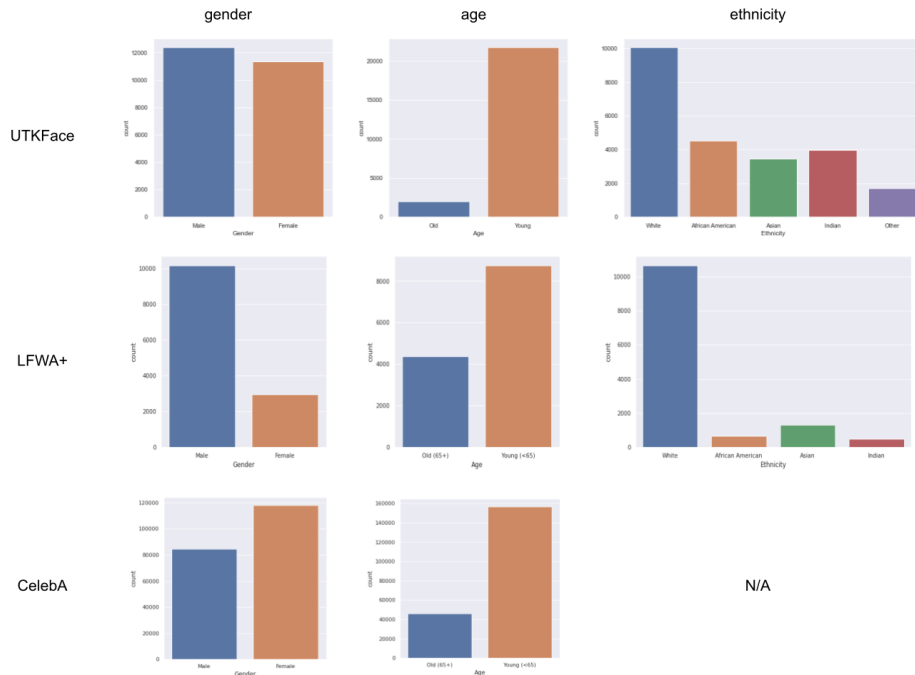 gender age ethnicity
UTKFace
count
12000
10000
8000
6000
4000
2000
0
Male Female
Gender
count
20000
15000
10000
5000
0
Old Young
Age
count
10000
8000
6000
4000
2000
0
White African American Asian Indian Other
Ethnicity
LFWA+
count
10000
8000
6000
4000
2000
0
Male Female
Gender
count
8000
6000
4000
2000
0
Old (65+) Young (<65)
Age
count
10000
8000
6000
4000
2000
0
White African American Asian Indian
Ethnicity
CelebA
count
120000
100000
80000
60000
40000
20000
0
Male Female
Gender
count
160000
140000
120000
100000
80000
60000
40000
20000
0
Old (65+) Young (<65)
Age
N/A